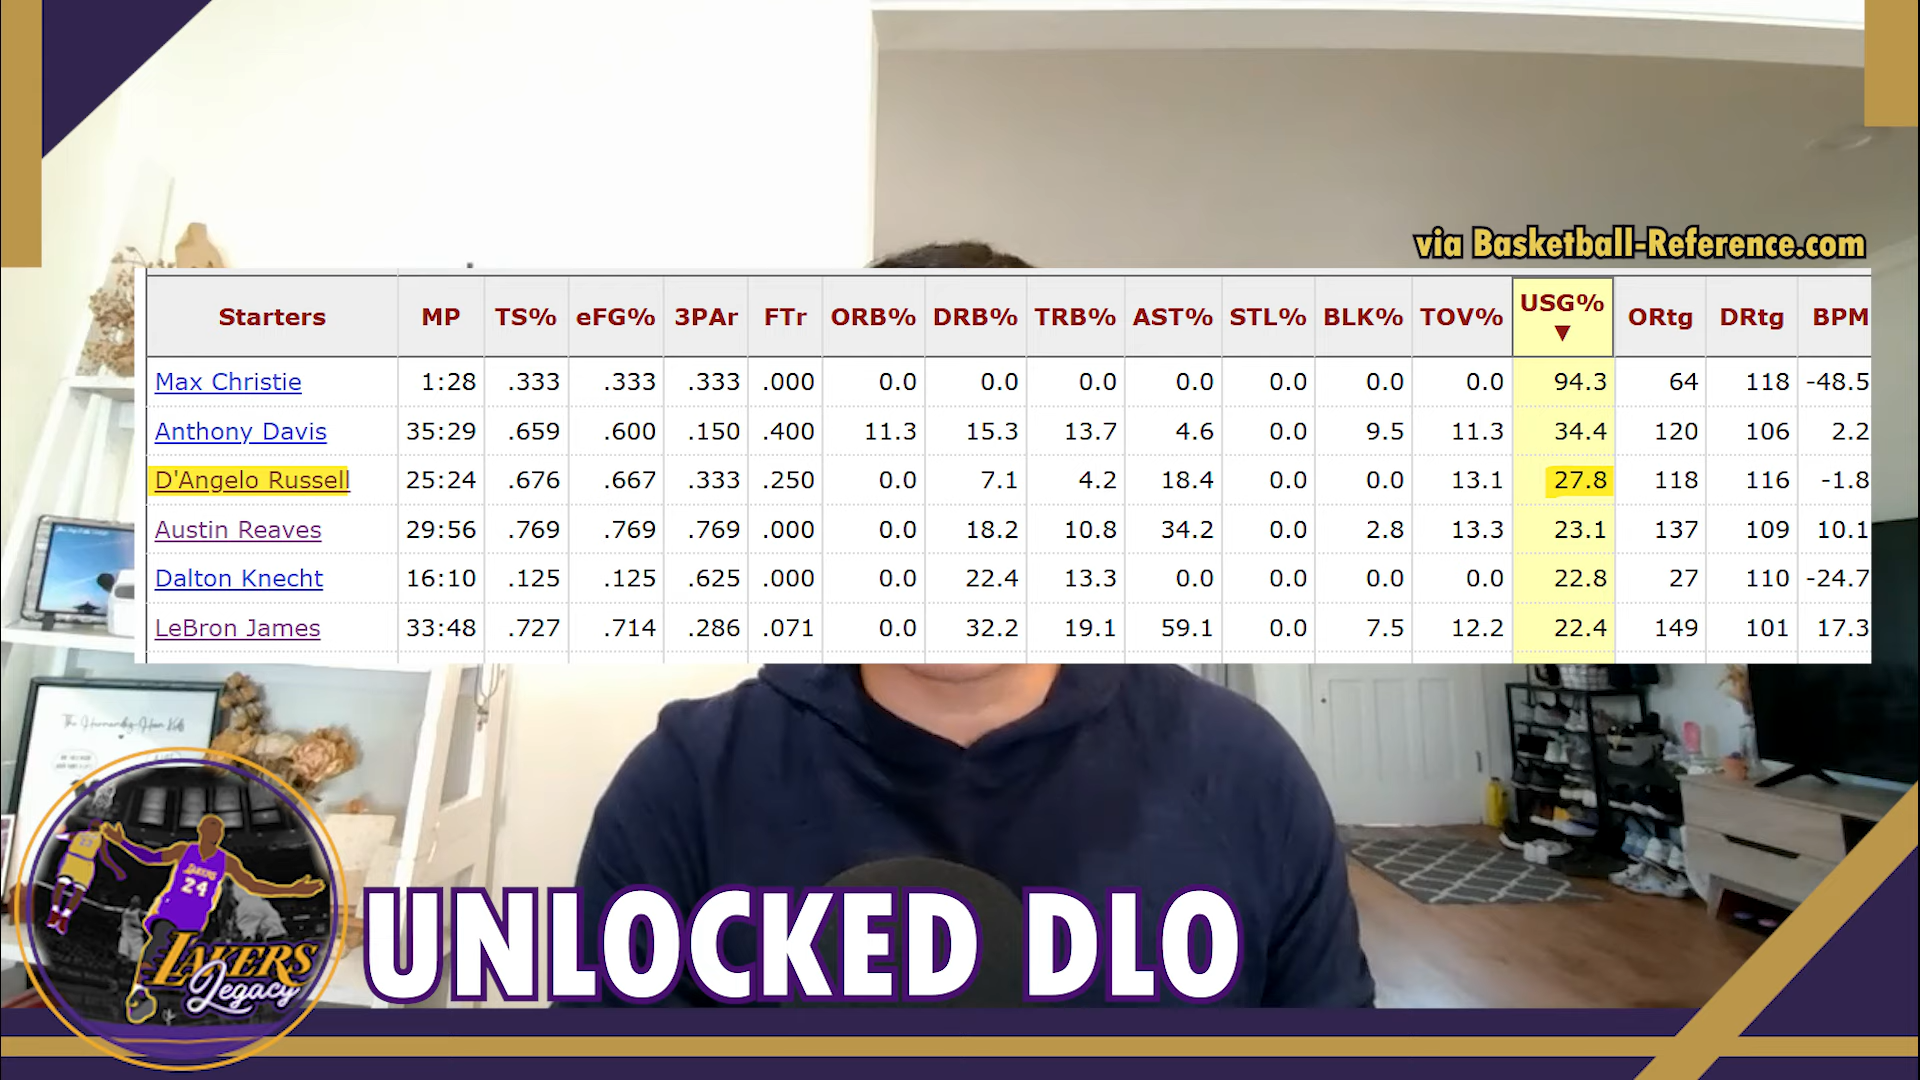 via Basketball-Reference.com
Starters MP TS% eFG% 3PAr FTr ORB% DRB% TRB% AST% STL% BLK% TOV% USG% ▼ ORtg DRtg BPM
Max Christie 1:28 .333 .333 .333 .000 0.0 0.0 0.0 0.0 0.0 0.0 0.0 94.3 64 118 -48.5
Anthony Davis 35:29 .659 .600 .150 .400 11.3 15.3 13.7 4.6 0.0 9.5 11.3 34.4 120 106 2.2
D'Angelo Russell 25:24 .676 .667 .333 .250 0.0 7.1 4.2 18.4 0.0 0.0 13.1 27.8 118 116 -1.8
Austin Reaves 29:56 .769 .769 .769 .000 0.0 18.2 10.8 34.2 0.0 2.8 13.3 23.1 137 109 10.1
Dalton Knecht 16:10 .125 .125 .625 .000 0.0 22.4 13.3 0.0 0.0 0.0 0.0 22.8 27 110 -24.7
LeBron James 33:48 .727 .714 .286 .071 0.0 32.2 19.1 59.1 0.0 7.5 12.2 22.4 149 101 17.3
LAKERS
24
LAKERS
Legacy
UNLOCKED DLO